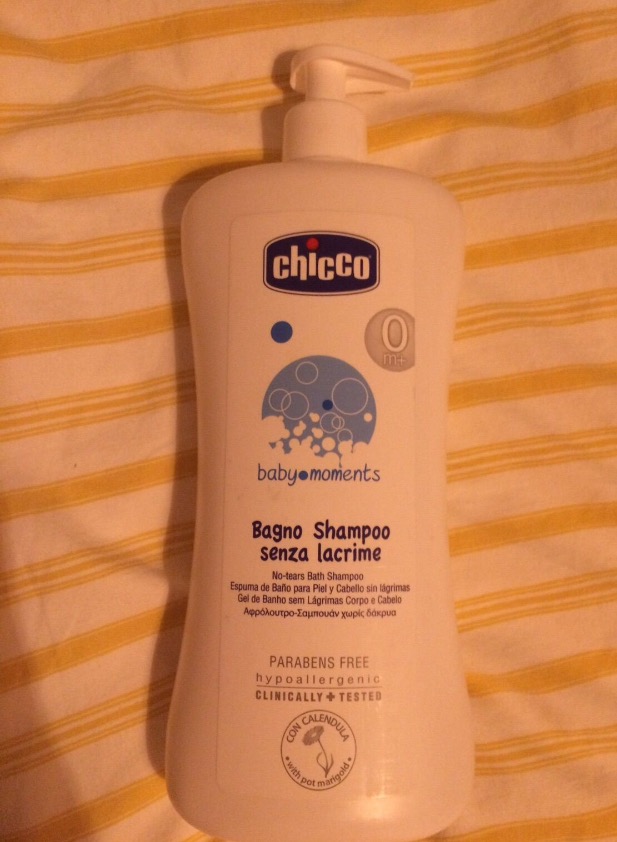 chicco
0
m+
baby moments
Bagno Shampoo
senza lacrime
No-tears Bath Shampoo
Espuma de Baño para Piel y Cabello sin lágrimas
Gel de Banho sem Lágrimas Corpo e Cabelo
Αφρόλουτρο-Σαμπουάν χωρίς δάκρυα
PARABENS FREE
hypoallergenic
CLINICALLY + TESTED
CON CALENDULA
• with pot marigold •